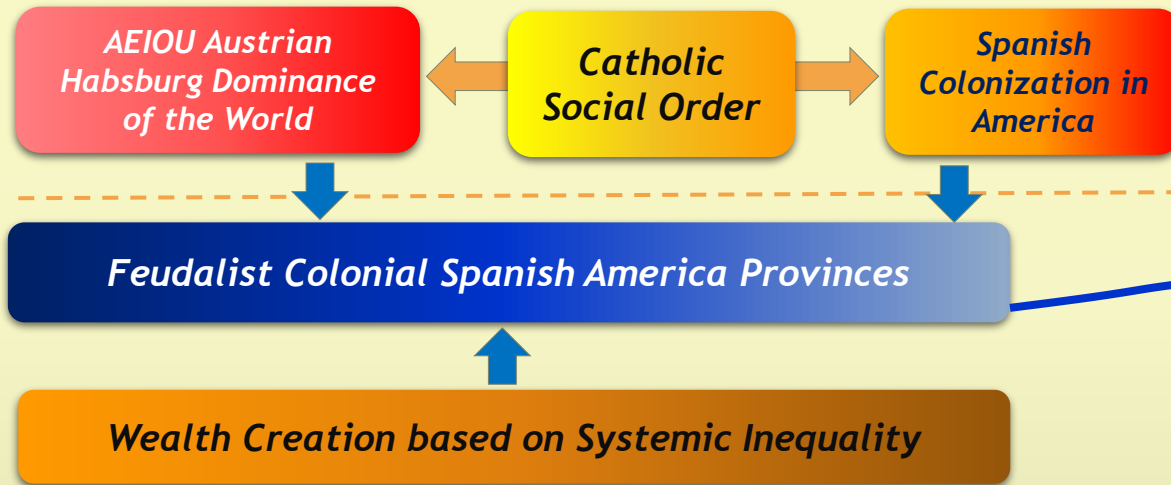 AEIOU Austrian
Habsburg Dominance
of the World
Catholic
Social Order
Spanish
Colonization in
America
Feudalist Colonial Spanish America Provinces
Wealth Creation based on Systemic Inequality